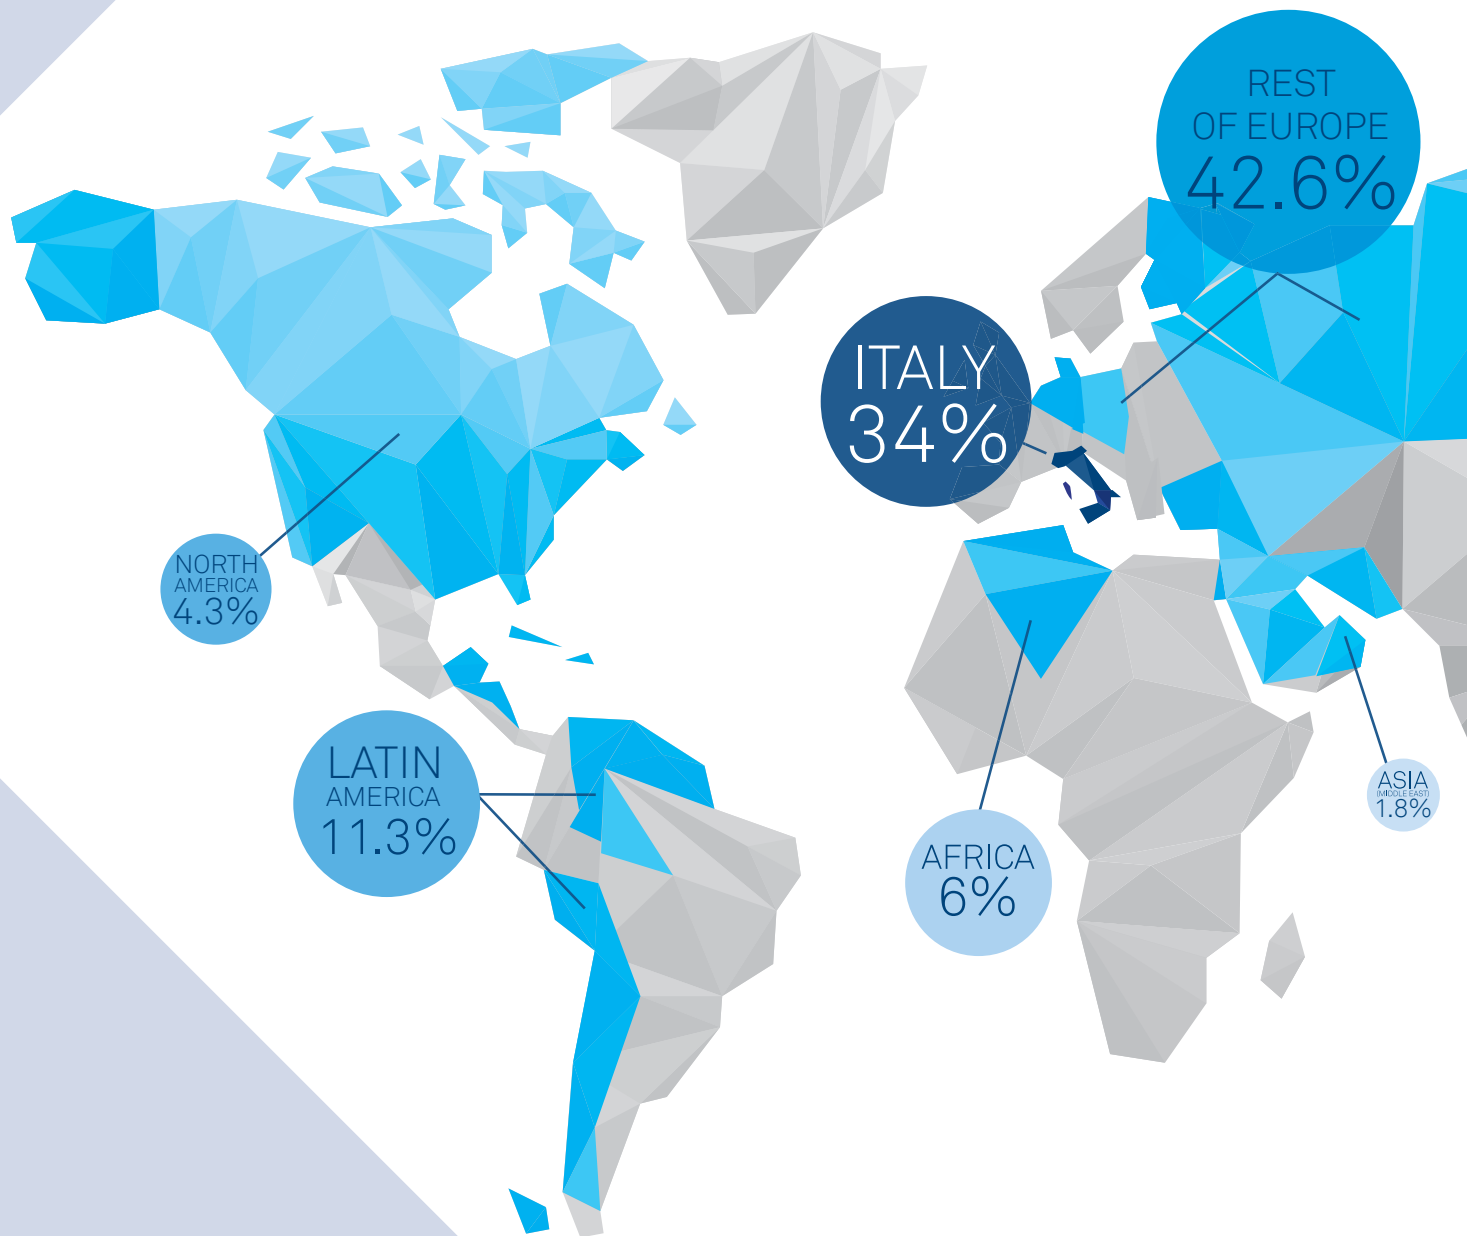 REST
OF EUROPE
42.6%
ITALY
34%
NORTH
AMERICA
4.3%
LATIN
AMERICA
11.3%
AFRICA
6%
ASIA
(MIDDLE EAST)
1.8%